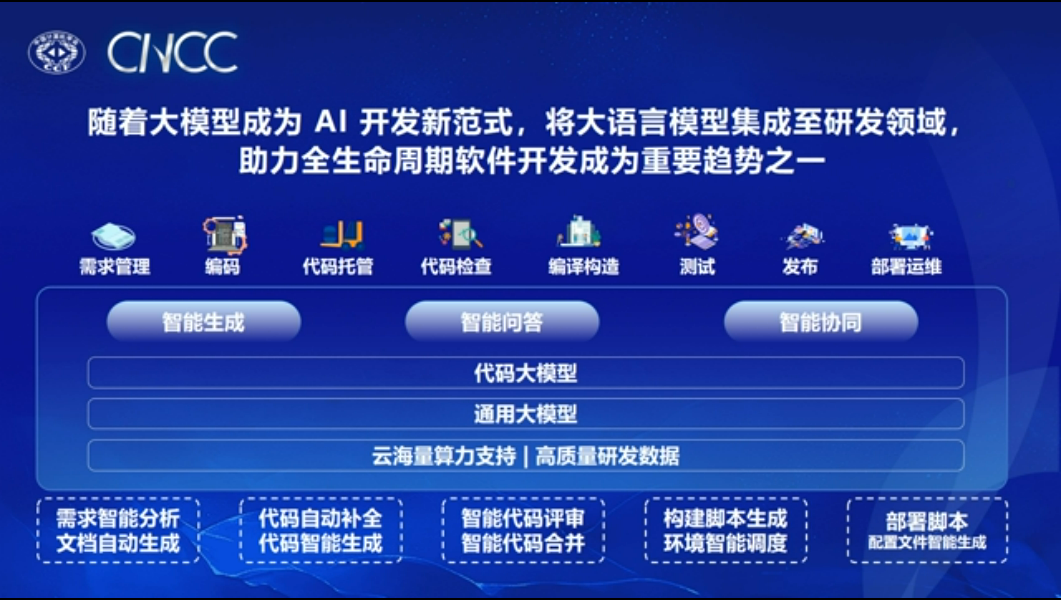 CNCC
随着大模型成为 AI 开发新范式，将大语言模型集成至研发领域，
助力全生命周期软件开发成为重要趋势之一
需求管理 编码 代码托管 代码检查 编译构造 测试 发布 部署运维
智能生成 智能问答 智能协同
代码大模型
通用大模型
云海量算力支持 | 高质量研发数据
需求智能分析 代码自动补全 智能代码评审 构建脚本生成 部署脚本
文档自动生成 代码智能生成 智能代码合并 环境智能调度 配置文件智能生成